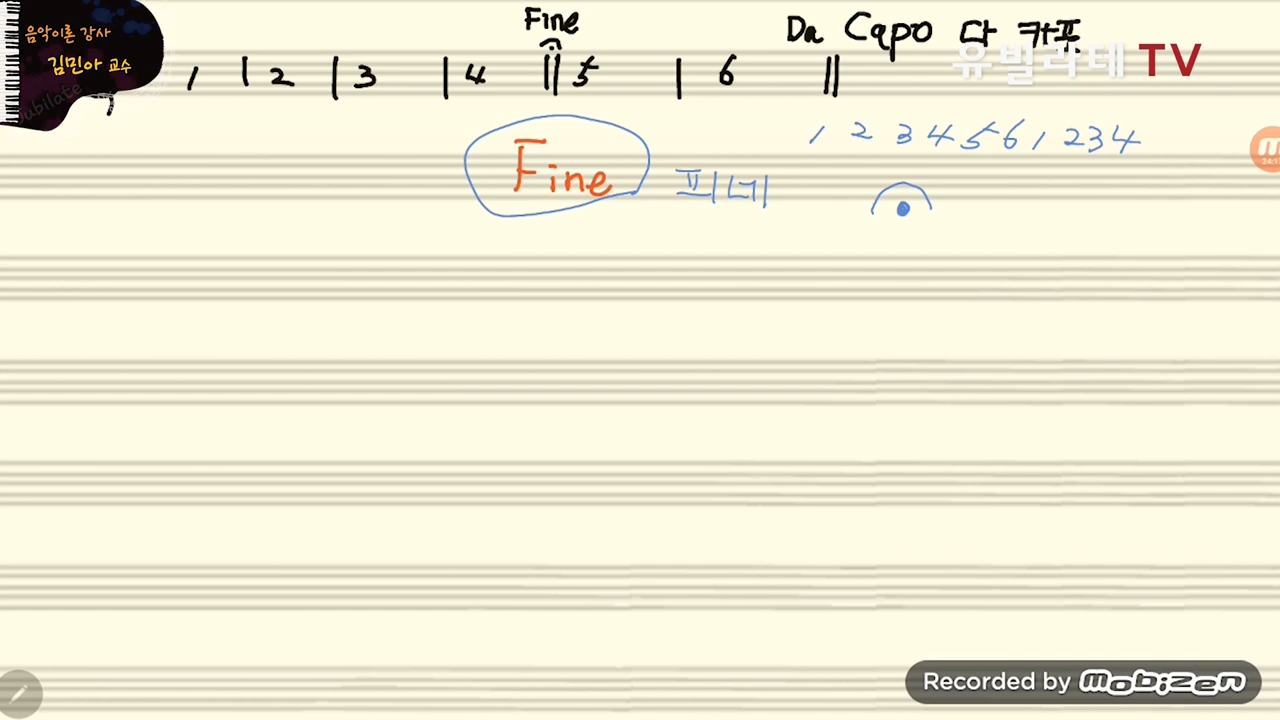 음악이론 강사
김민아 교수
Jubilate
Fine
Da Capo 다 카포
유빌라테 TV
1 | 2 | 3 | 4 || 5 | 6 ||
1 2 3 4 5 6 1 2 3 4
Fine 피네
Recorded by mobizen